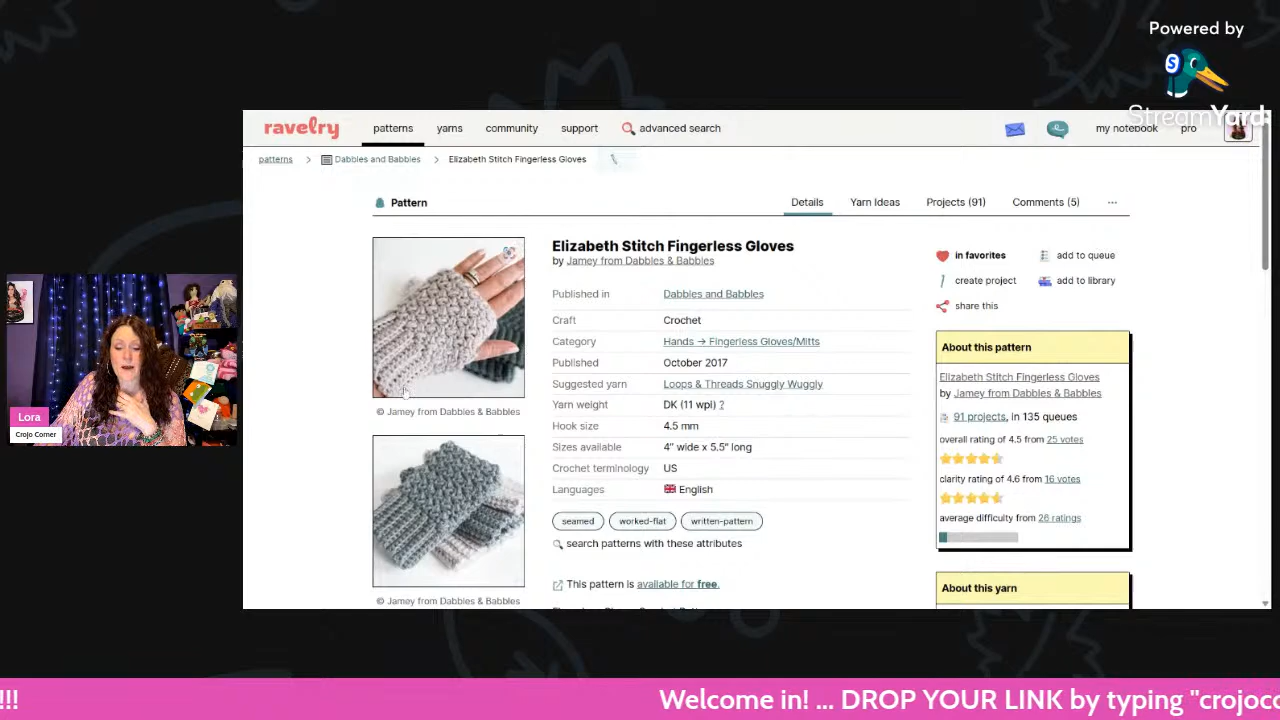 Powered by
S
StreamYard
ravelry
patterns yarns community support advanced search my notebook pro
patterns > Dabbles and Babbles > Elizabeth Stitch Fingerless Gloves
Pattern
Details Yarn Ideas Projects (91) Comments (5) ...
Elizabeth Stitch Fingerless Gloves
by Jamey from Dabbles & Babbles
Published in Dabbles and Babbles
Craft Crochet
Category Hands → Fingerless Gloves/Mitts
Published October 2017
Suggested yarn Loops & Threads Snuggly Wuggly
Yarn weight DK (11 wpi) ?
Hook size 4.5 mm
Sizes available 4" wide x 5.5" long
Crochet terminology US
Languages English
seamed worked-flat written-pattern
search patterns with these attributes
This pattern is available for free.
© Jamey from Dabbles & Babbles
© Jamey from Dabbles & Babbles
in favorites add to queue
create project add to library
share this
About this pattern
Elizabeth Stitch Fingerless Gloves
by Jamey from Dabbles & Babbles
91 projects, in 135 queues
overall rating of 4.5 from 25 votes
clarity rating of 4.6 from 16 votes
average difficulty from 26 ratings
About this yarn
Lora
Crojo Corner
!!! Welcome in! ... DROP YOUR LINK by typing "crojoco